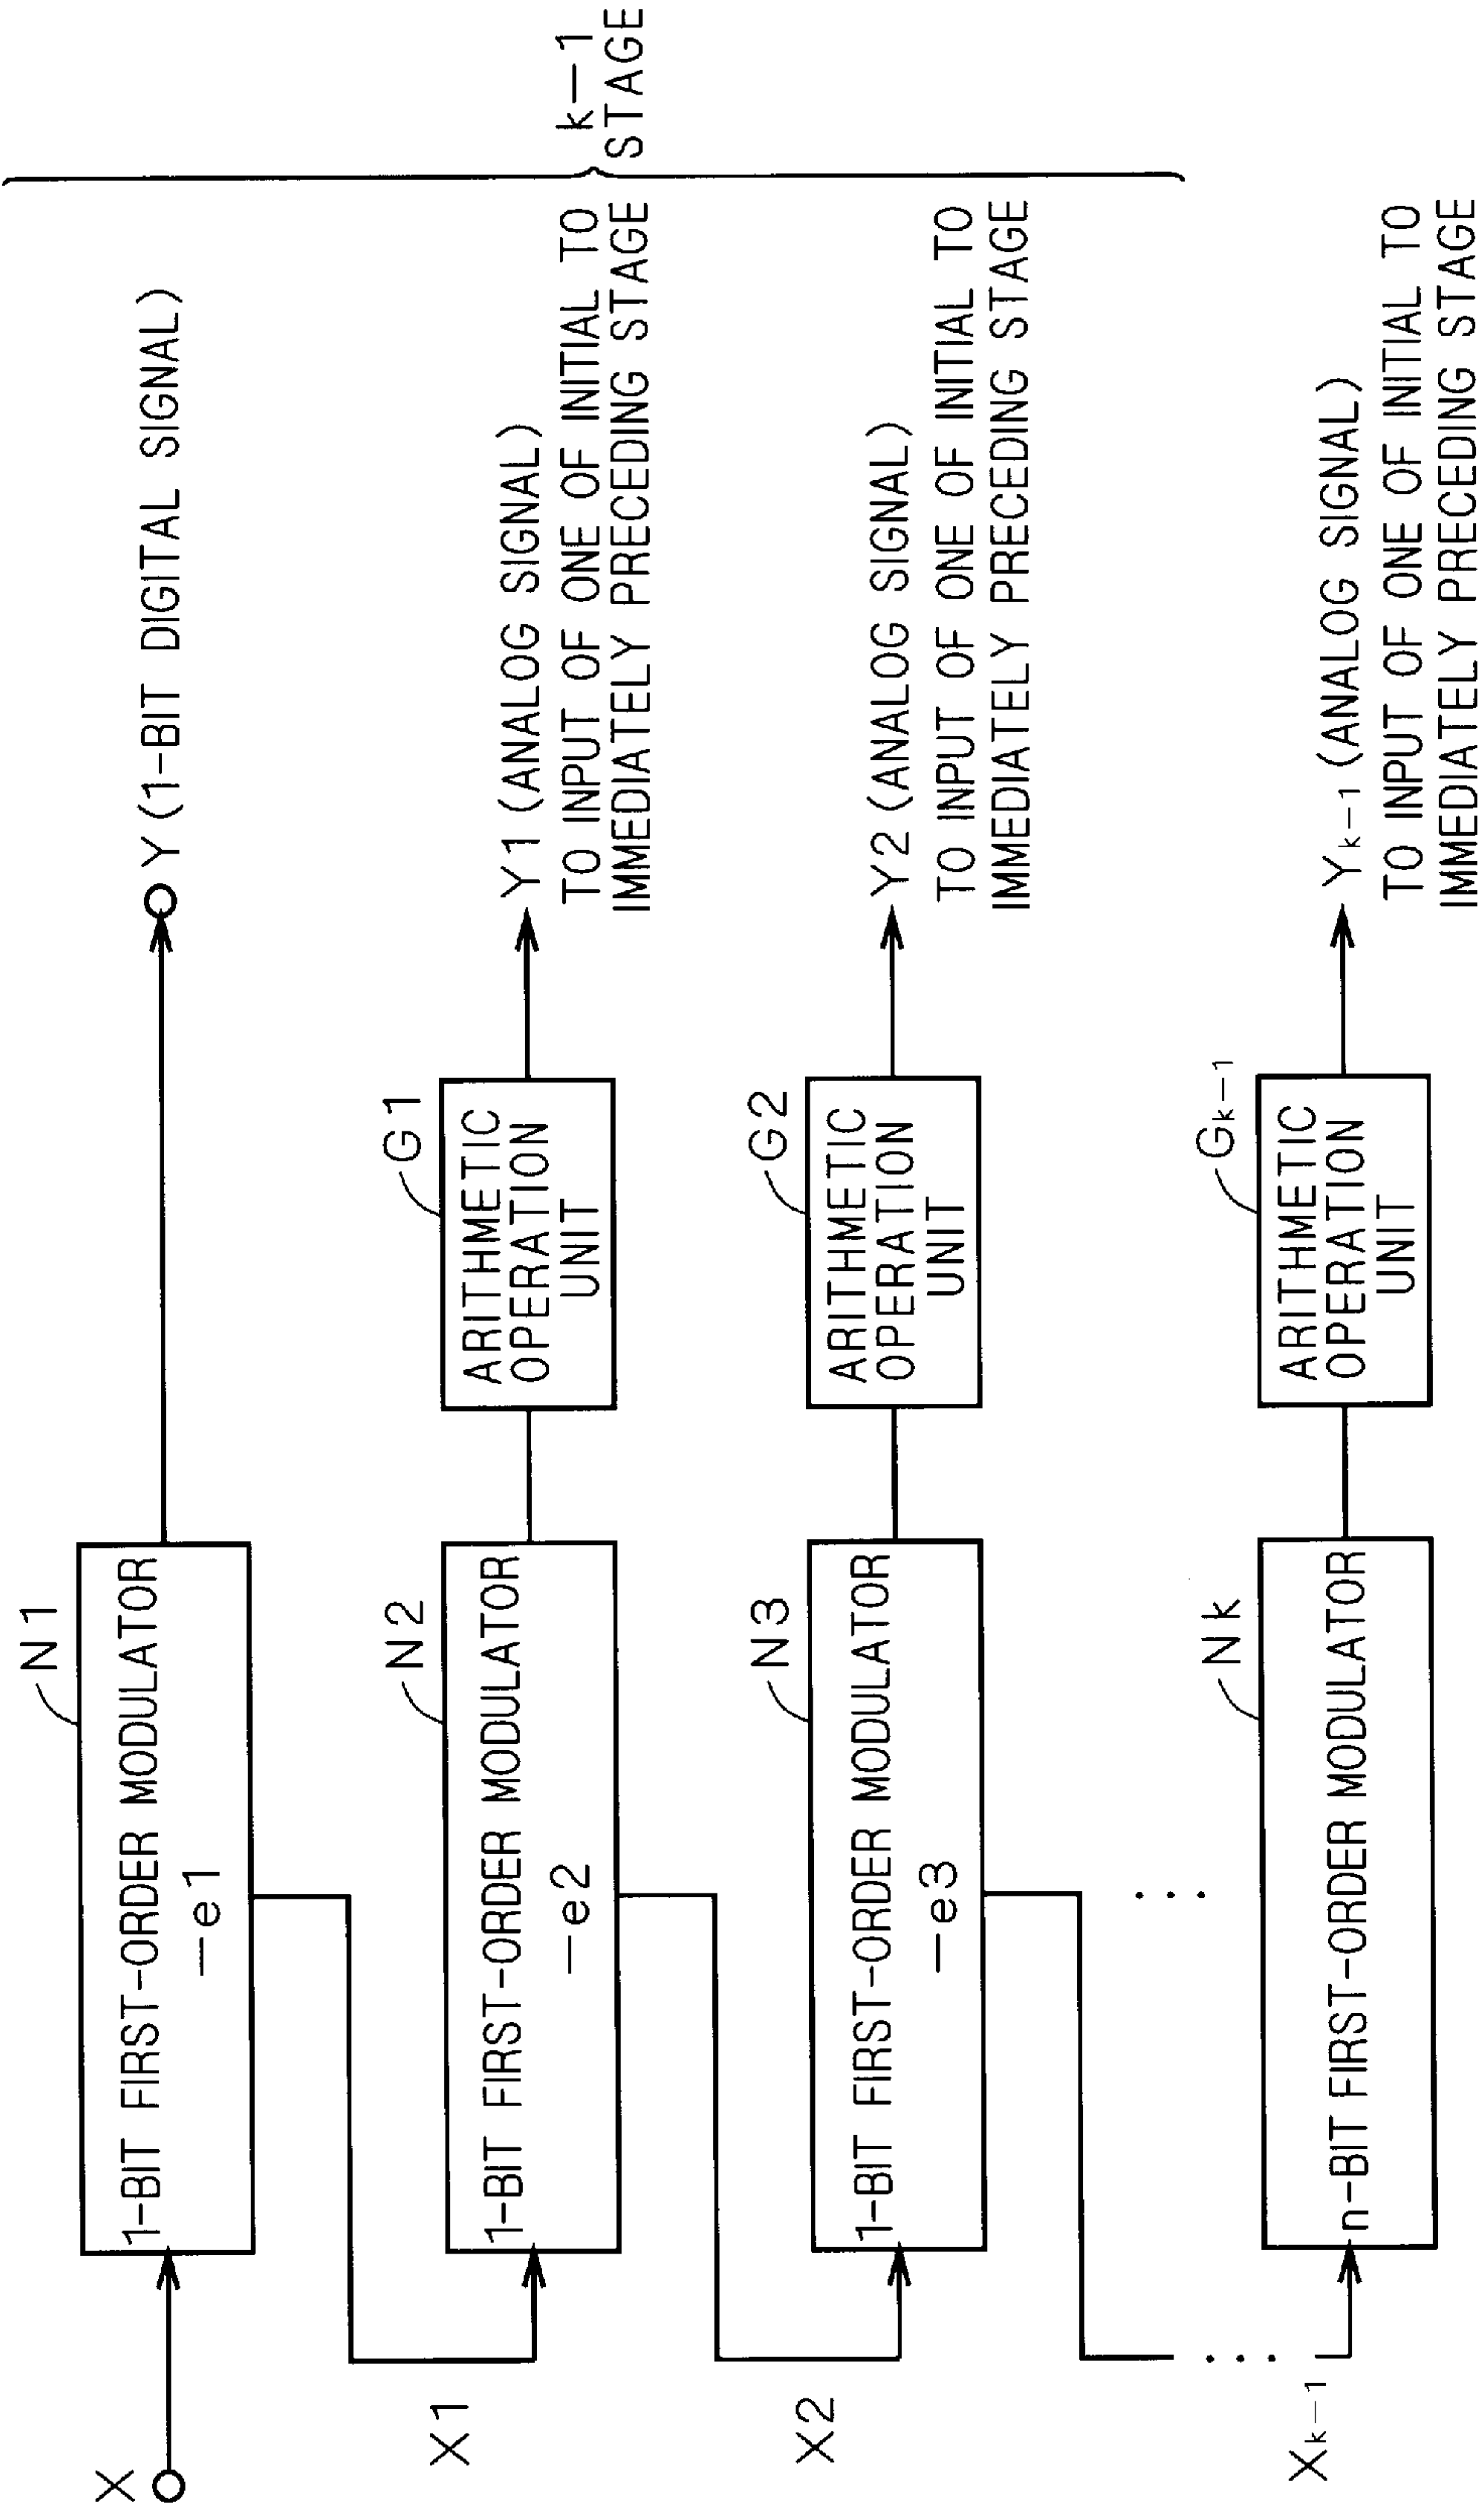 X
N1
1-BIT FIRST-ORDER MODULATOR
-e1
Y (1-BIT DIGITAL SIGNAL)
X1
N2
1-BIT FIRST-ORDER MODULATOR
-e2
G1
ARITHMETIC
OPERATION
UNIT
Y1 (ANALOG SIGNAL)
TO INPUT OF ONE OF INITIAL TO
IMMEDIATELY PRECEDING STAGE
k-1
STAGE
X2
N3
1-BIT FIRST-ORDER MODULATOR
-e3
G2
ARITHMETIC
OPERATION
UNIT
Y2 (ANALOG SIGNAL)
TO INPUT OF ONE OF INITIAL TO
IMMEDIATELY PRECEDING STAGE
...
...
Xk-1
Nk
n-BIT FIRST-ORDER MODULATOR
Gk-1
ARITHMETIC
OPERATION
UNIT
Yk-1 (ANALOG SIGNAL)
TO INPUT OF ONE OF INITIAL TO
IMMEDIATELY PRECEDING STAGE